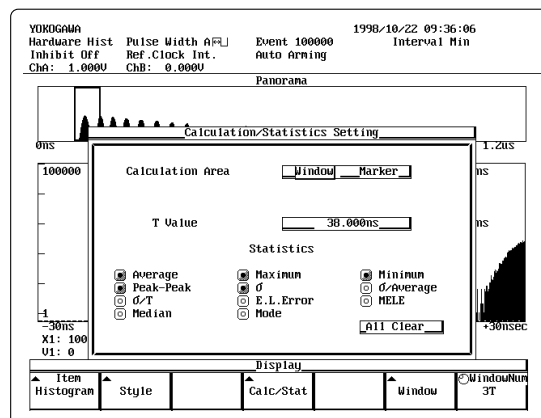 YOKOGAWA 1998/10/22 09:36:06
Hardware Hist Pulse Width A Event 100000 Interval Min
Inhibit Off Ref.Clock Int. Auto Arming
ChA: 1.000V ChB: 0.000V
Panorama
0ns 1.2us
Calculation/Statistics Setting
100000 ns
Calculation Area Window Marker
ns
T Value 38.000ns
Statistics
Average Maximum Minimum
Peak-Peak σ σ/Average
σ/T E.L.Error MELE
Median Mode
1
All Clear
-30ns +30nsec
X1: 100
V1: 0
Display
Item
Histogram Style Calc/Stat Window WindowNum
3T